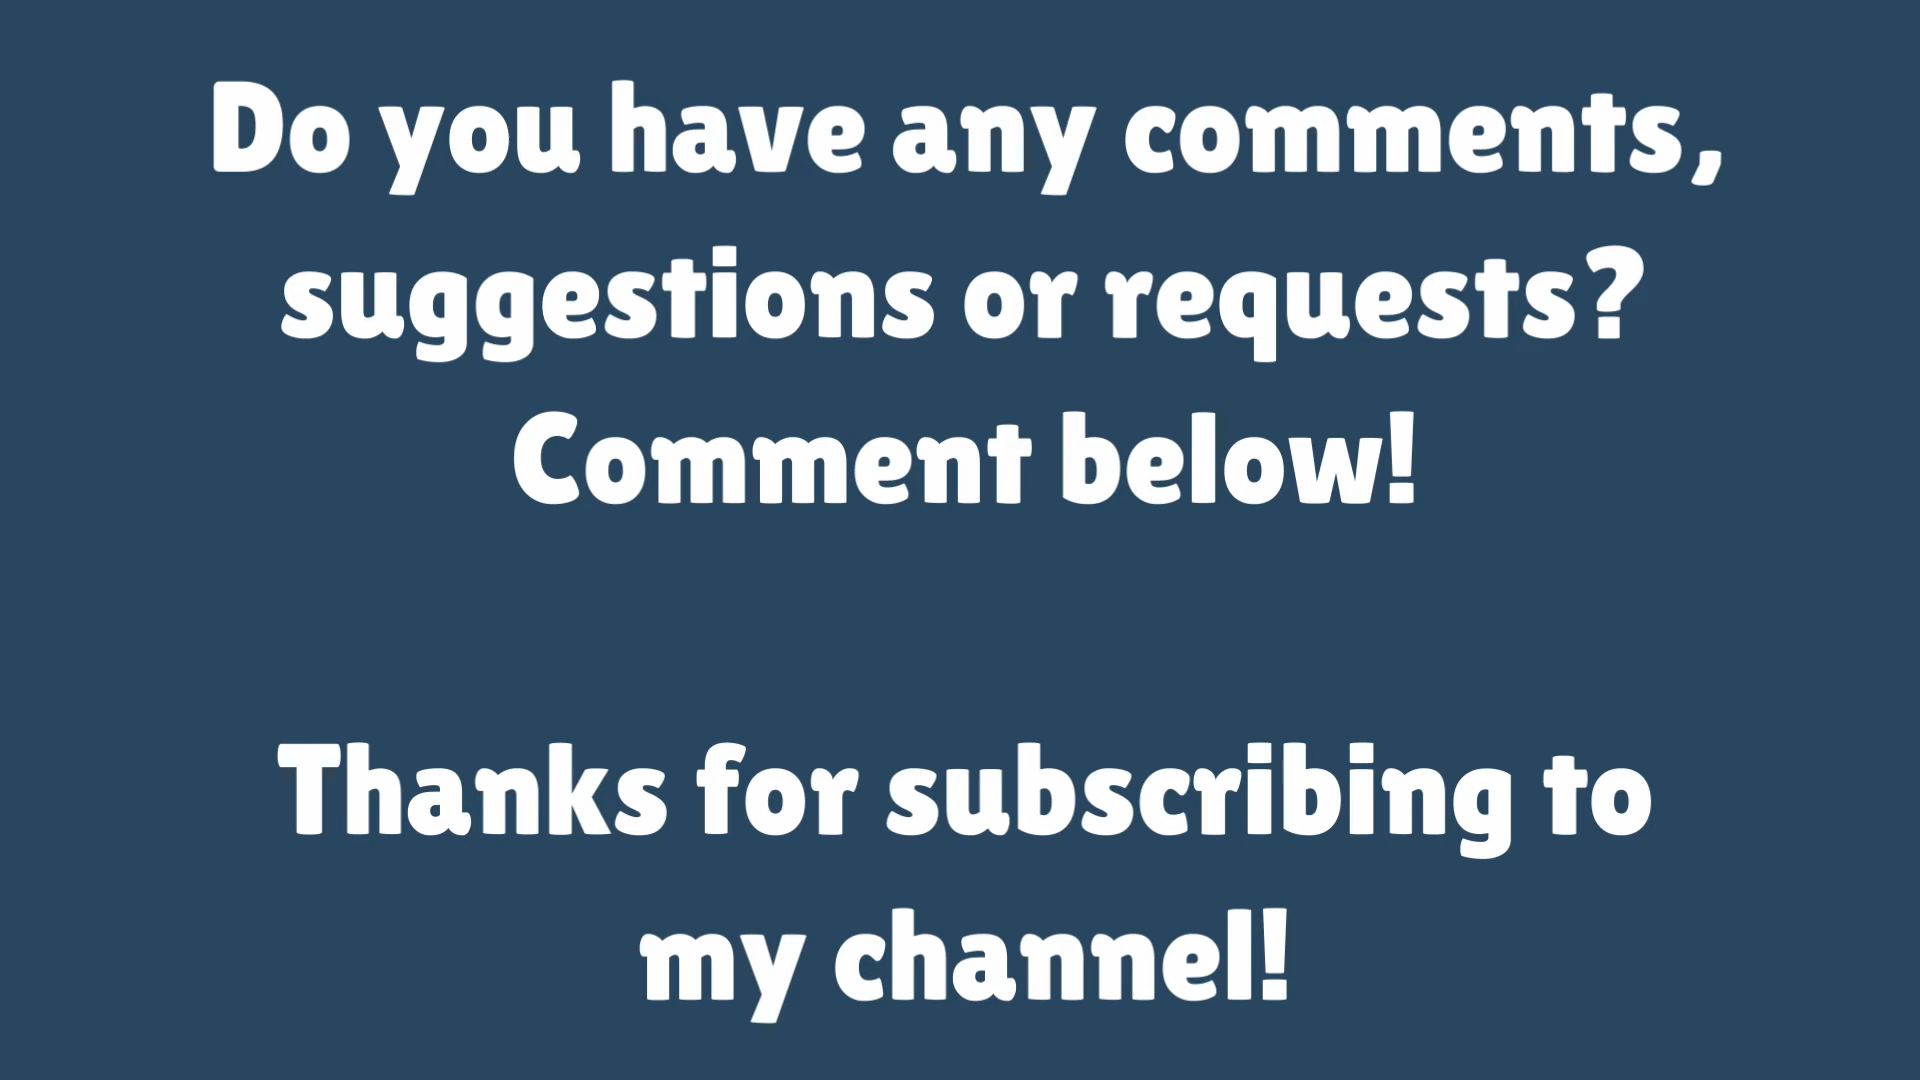 Do you have any comments,
suggestions or requests?
Comment below!
Thanks for subscribing to
my channel!